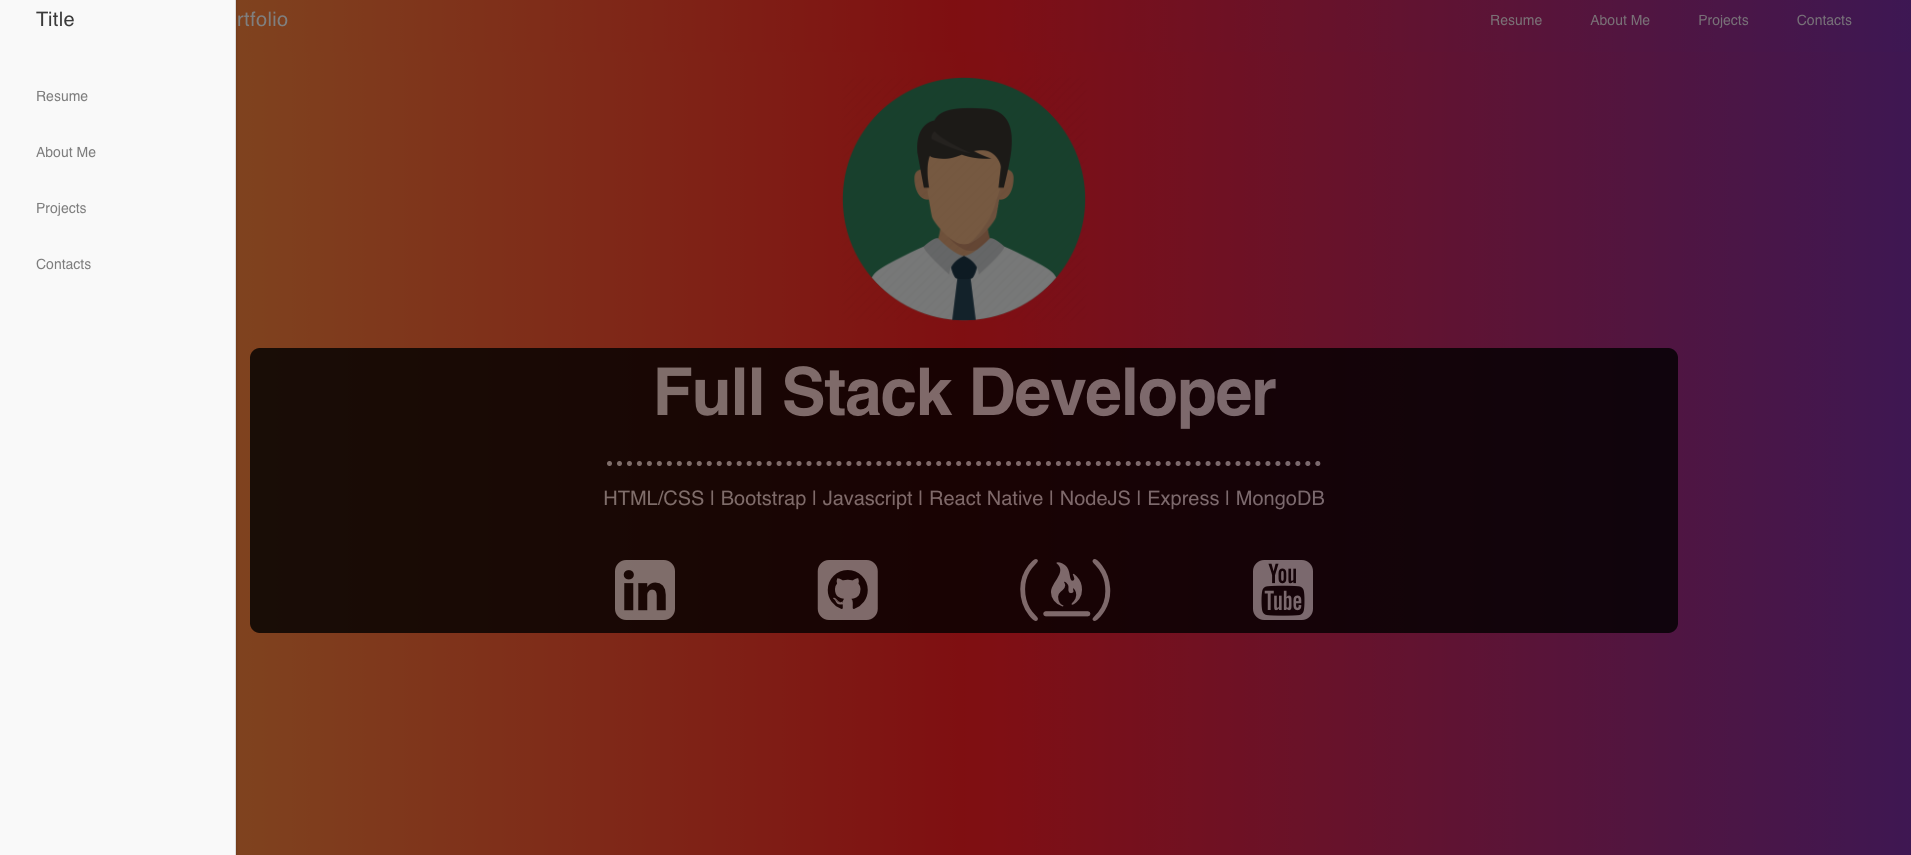 Title
rtfolio
Resume
About Me
Projects
Contacts
Resume
About Me
Projects
Contacts
Full Stack Developer
HTML/CSS | Bootstrap | Javascript | React Native | NodeJS | Express | MongoDB
in
You
Tube